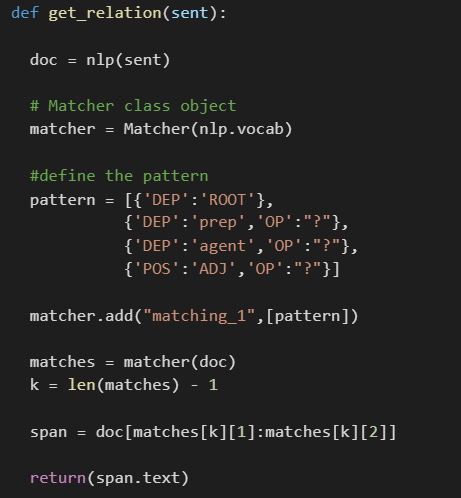 def get_relation(sent):
doc = nlp(sent)
# Matcher class object
matcher = Matcher(nlp.vocab)
#define the pattern
pattern = [{'DEP':'ROOT'},
{'DEP':'prep','OP':"?"},
{'DEP':'agent','OP':"?"},
{'POS':'ADJ','OP':"?"}]
matcher.add("matching_1",[pattern])
matches = matcher(doc)
k = len(matches) - 1
span = doc[matches[k][1]:matches[k][2]]
return(span.text)